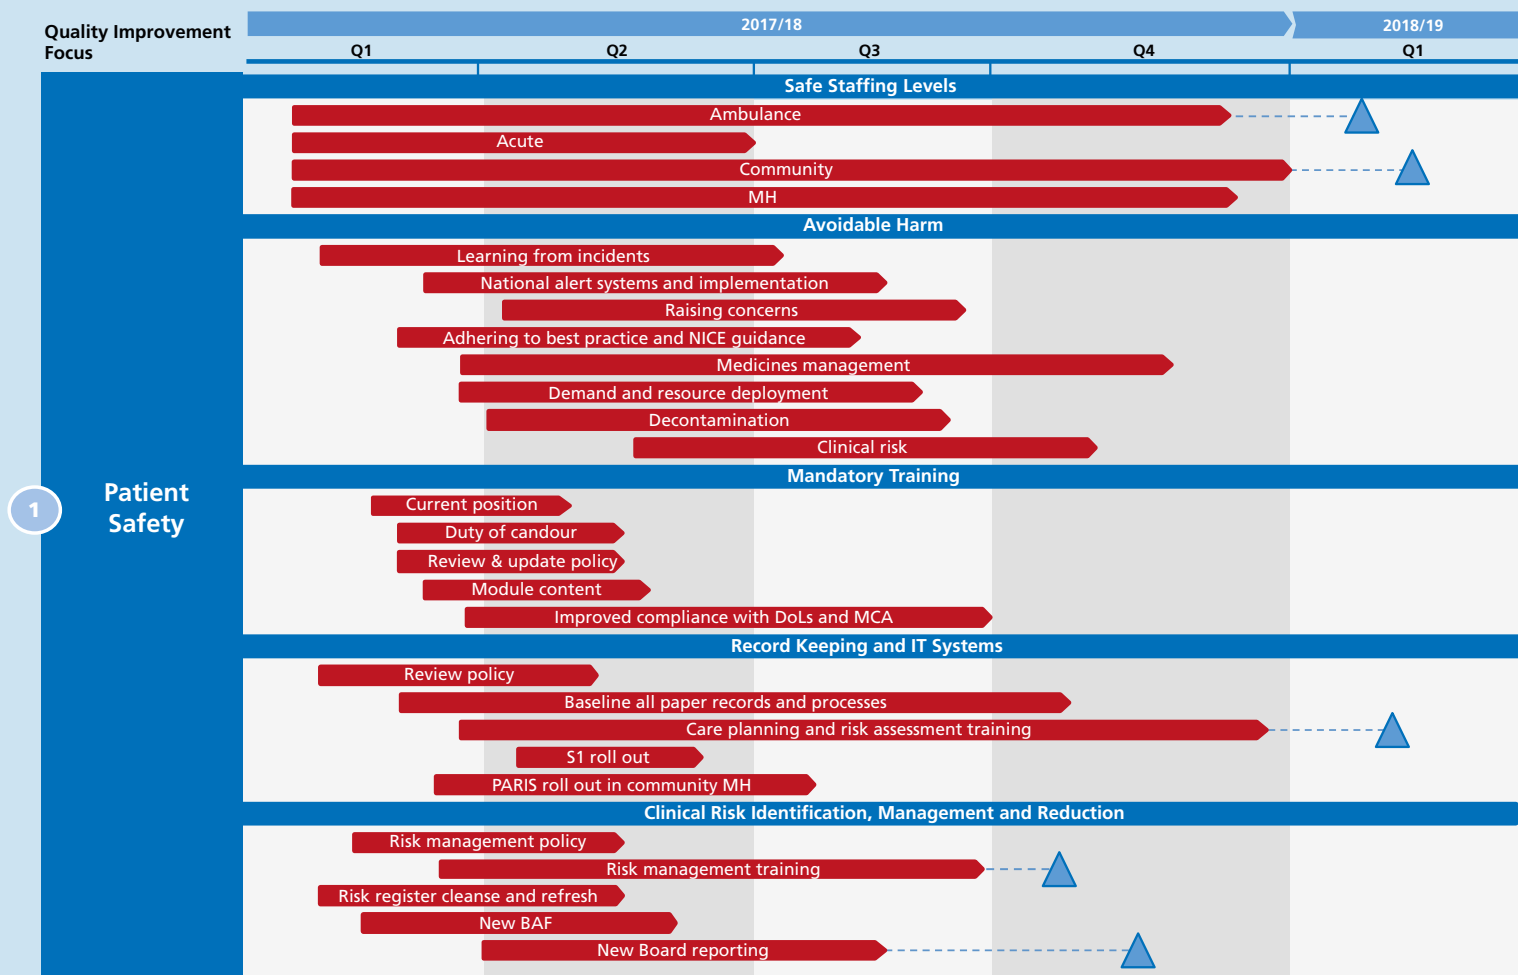 Quality Improvement
Focus
2017/18
2018/19
Q1
Q2
Q3
Q4
Q1
1
Patient
Safety
Safe Staffing Levels
Ambulance
Acute
Community
MH
Avoidable Harm
Learning from incidents
National alert systems and implementation
Raising concerns
Adhering to best practice and NICE guidance
Medicines management
Demand and resource deployment
Decontamination
Clinical risk
Mandatory Training
Current position
Duty of candour
Review & update policy
Module content
Improved compliance with DoLs and MCA
Record Keeping and IT Systems
Review policy
Baseline all paper records and processes
Care planning and risk assessment training
S1 roll out
PARIS roll out in community MH
Clinical Risk Identification, Management and Reduction
Risk management policy
Risk management training
Risk register cleanse and refresh
New BAF
New Board reporting